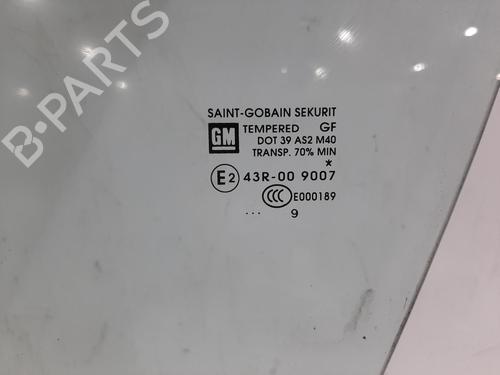 B-PARTS
SAINT-GOBAIN SEKURIT
GM TEMPERED GF
DOT 39 AS2 M40
TRANSP. 70% MIN
*
E2 43R-00 9007
CCC E000189
... 9